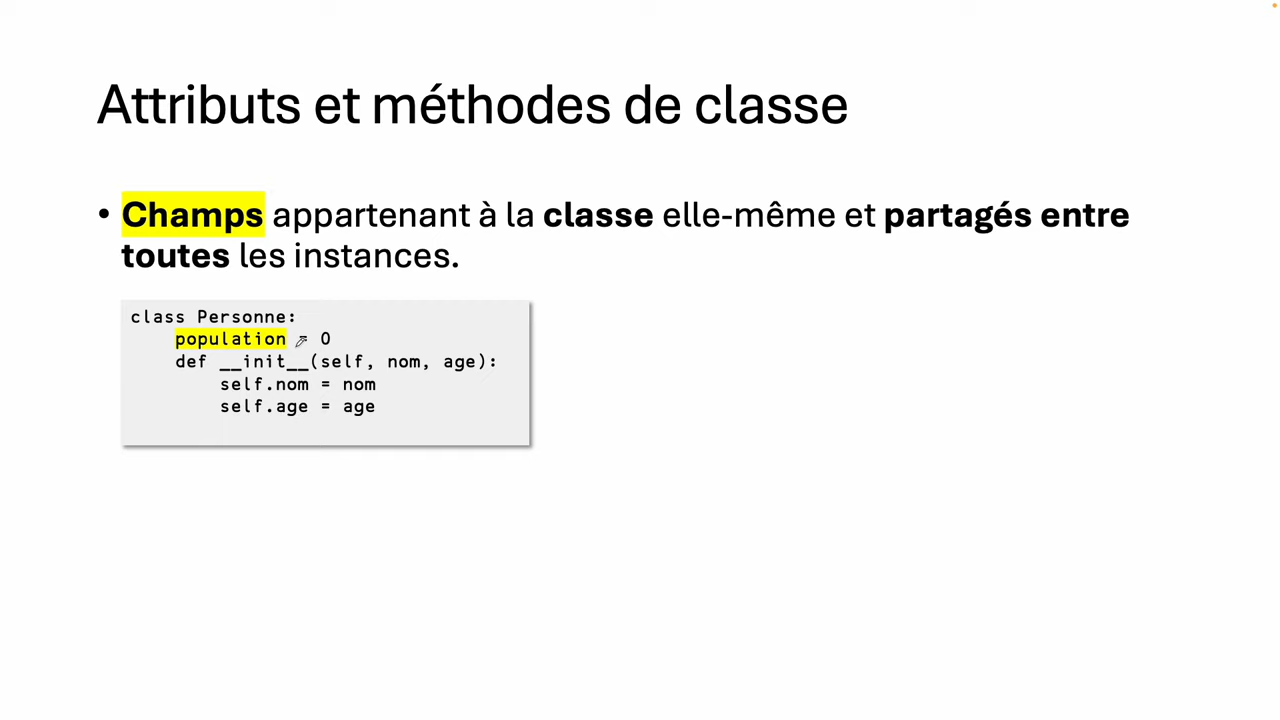 Attributs et méthodes de classe
• Champs appartenant à la classe elle-même et partagés entre
toutes les instances.
class Personne:
    population = 0
    def __init__(self, nom, age):
        self.nom = nom
        self.age = age